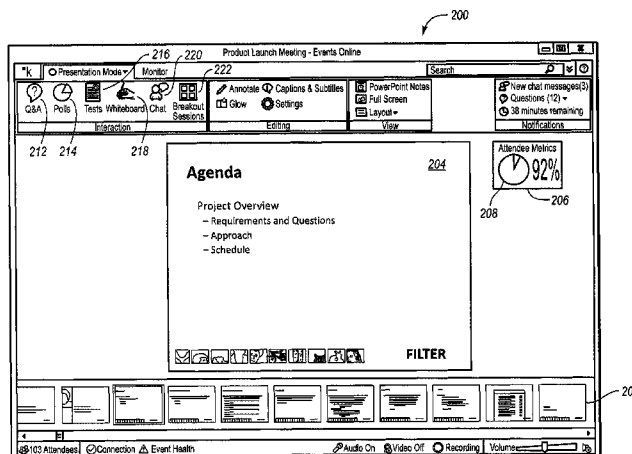 200
Product Launch Meeting - Events Online
"k Presentation Mode Monitor Search
216 220 222
Q&A Polls Tests Whiteboard Chat Breakout Sessions
Interaction
Annotate Captions & Subtitles
Glow Settings
Editing
PowerPoint Notes
Full Screen
Layout
View
New chat messages(3)
Questions (12)
38 minutes remaining
Notifications
212 214 218
Agenda 204
Project Overview
– Requirements and Questions
– Approach
– Schedule
FILTER
Attendee Metrics
92%
208 206
20
103 Attendees Connection Event Health Audio On Video Off Recording Volume